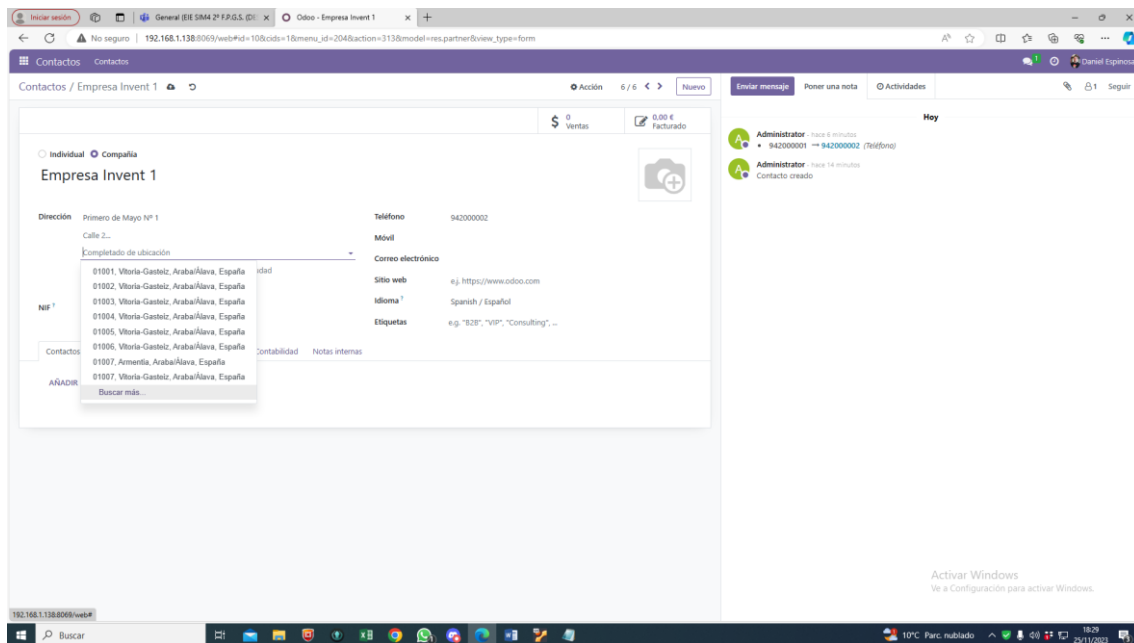 Iniciar sesión
General (EIE SIM4 2º F.P.G.S. (DI
Odoo - Empresa Invent 1
No seguro
192.168.1.138:8069/web#id=10&cids=1&menu_id=204&action=313&model=res.partner&view_type=form
Contactos Contactos
1
Daniel Espinosa
Contactos / Empresa Invent 1
Acción
6 / 6
Nuevo
Enviar mensaje
Poner una nota
Actividades
1
Seguir
0
Ventas
0,00 €
Facturado
Individual
Compañía
Empresa Invent 1
Dirección
Primero de Mayo Nº 1
Calle 2...
Completado de ubicación
udad
01001, Vitoria-Gasteiz, Araba/Álava, España
01002, Vitoria-Gasteiz, Araba/Álava, España
01003, Vitoria-Gasteiz, Araba/Álava, España
01004, Vitoria-Gasteiz, Araba/Álava, España
01005, Vitoria-Gasteiz, Araba/Álava, España
01006, Vitoria-Gasteiz, Araba/Álava, España
01007, Armentia, Araba/Álava, España
01007, Vitoria-Gasteiz, Araba/Álava, España
Buscar más...
NIF ?
Teléfono
942000002
Móvil
Correo electrónico
Sitio web
e.j. https://www.odoo.com
Idioma ?
Spanish / Español
Etiquetas
e.g. "B2B", "VIP", "Consulting", ...
Contactos
Contabilidad
Notas internas
AÑADIR
Hoy
A
Administrator - hace 6 minutos
• 942000001 → 942000002 (Teléfono)
A
Administrator - hace 14 minutos
Contacto creado
Activar Windows
Ve a Configuración para activar Windows.
192.168.1.138:8069/web#
Buscar
10°C Parc. nublado
18:29
25/11/2023